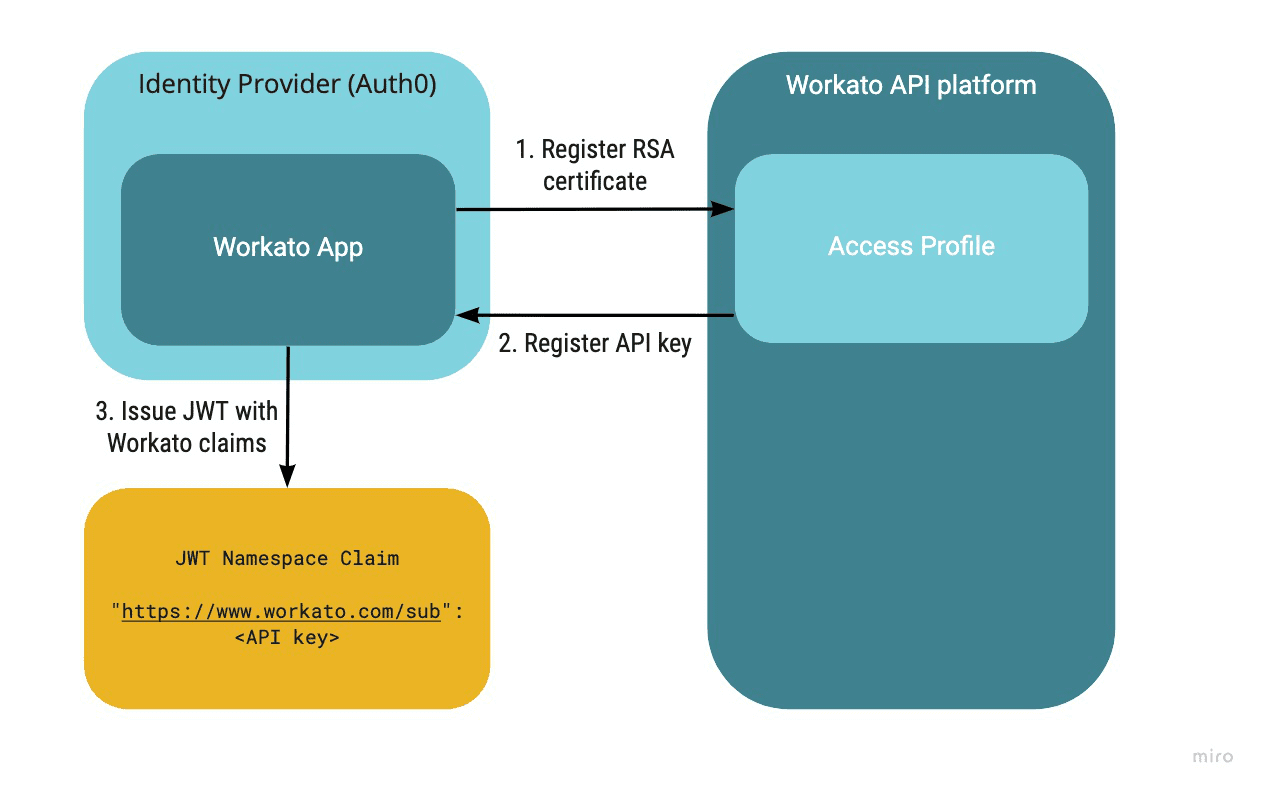 Identity Provider (Auth0)
Workato API platform
1. Register RSA
certificate
Workato App
Access Profile
2. Register API key
3. Issue JWT with
Workato claims
JWT Namespace Claim
"https://www.workato.com/sub":
<API key>
miro